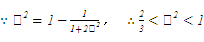 ∵ □² = 1 − 1/(1+2□²), ∴ 2/3 < □² < 1